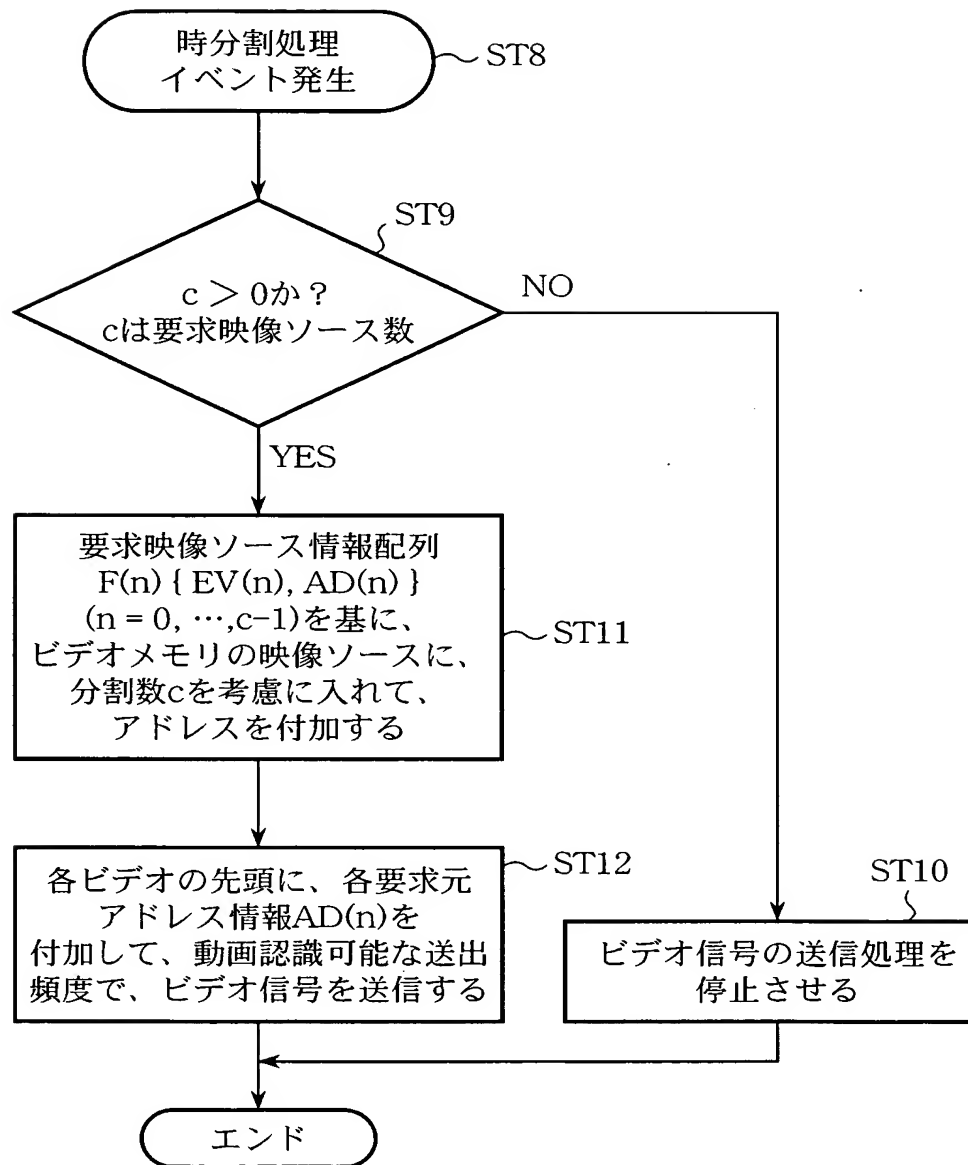 時分割処理
イベント発生
ST8
ST9
c > 0か?
cは要求映像ソース数
NO
YES
要求映像ソース情報配列
F(n) { EV(n), AD(n) }
(n = 0, …,c-1)を基に、
ビデオメモリの映像ソースに、
分割数cを考慮に入れて、
アドレスを付加する
ST11
各ビデオの先頭に、各要求元
アドレス情報AD(n)を
付加して、動画認識可能な送出
頻度で、ビデオ信号を送信する
ST12
ST10
ビデオ信号の送信処理を
停止させる
エンド